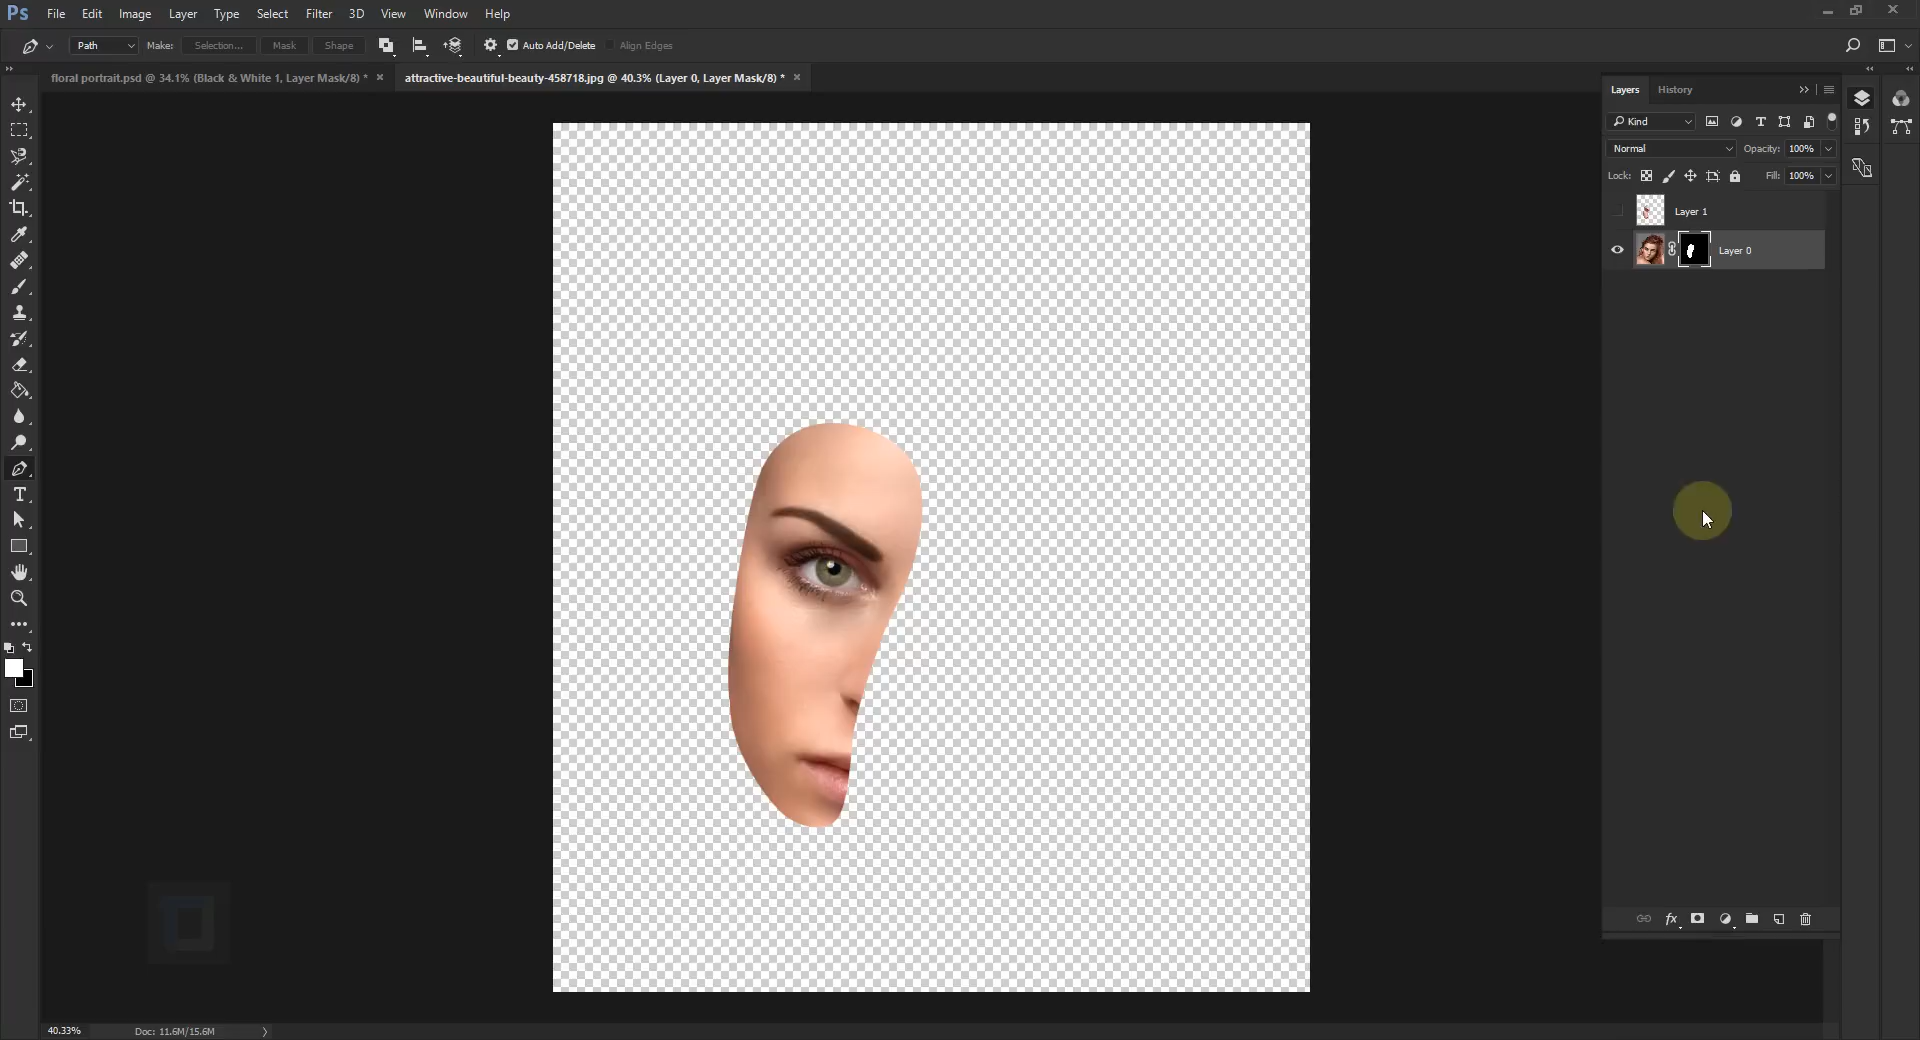 Ps File Edit Image Layer Type Select Filter 3D View Window Help
Path Make: Selection... Mask Shape Auto Add/Delete Align Edges
floral portrait.psd @ 34.1% (Black & White 1, Layer Mask/8) * × attractive-beautiful-beauty-458718.jpg @ 40.3% (Layer 0, Layer Mask/8) * ×
Layers History
Kind
Normal Opacity: 100%
Lock: Fill: 100%
Layer 1
Layer 0
fx
40.33% Doc: 11.6M/15.6M